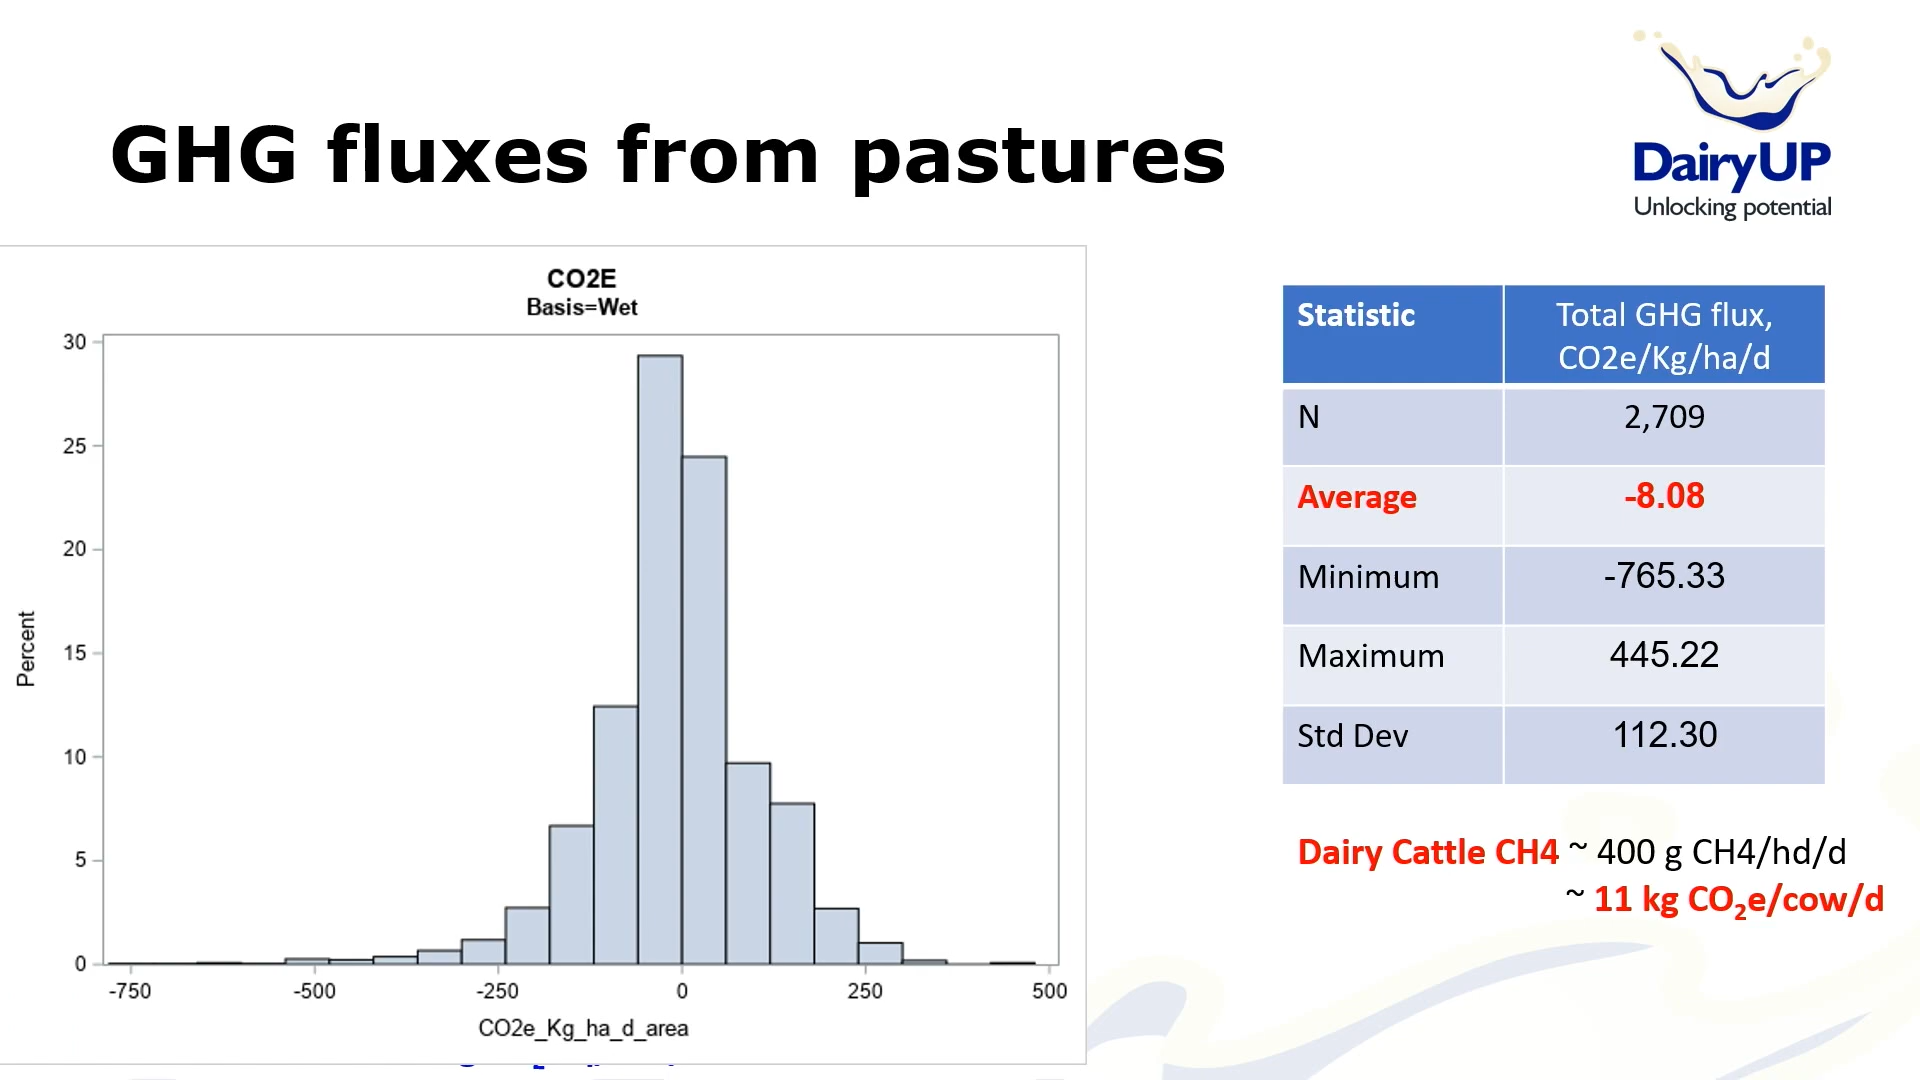 GHG fluxes from pastures
DairyUP
Unlocking potential
CO2E
Basis=Wet
30
25
20
15
10
5
0
Percent
-750 -500 -250 0 250 500
CO2e_Kg_ha_d_area
Statistic Total GHG flux,
CO2e/Kg/ha/d
N 2,709
Average -8.08
Minimum -765.33
Maximum 445.22
Std Dev 112.30
Dairy Cattle CH4 ~ 400 g CH4/hd/d
~ 11 kg CO₂e/cow/d